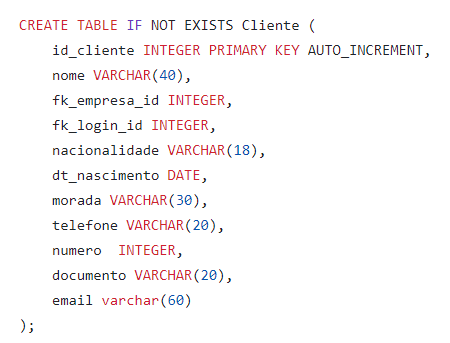 CREATE TABLE IF NOT EXISTS Cliente (
    id_cliente INTEGER PRIMARY KEY AUTO_INCREMENT,
    nome VARCHAR(40),
    fk_empresa_id INTEGER,
    fk_login_id INTEGER,
    nacionalidade VARCHAR(18),
    dt_nascimento DATE,
    morada VARCHAR(30),
    telefone VARCHAR(20),
    numero  INTEGER,
    documento VARCHAR(20),
    email varchar(60)
);